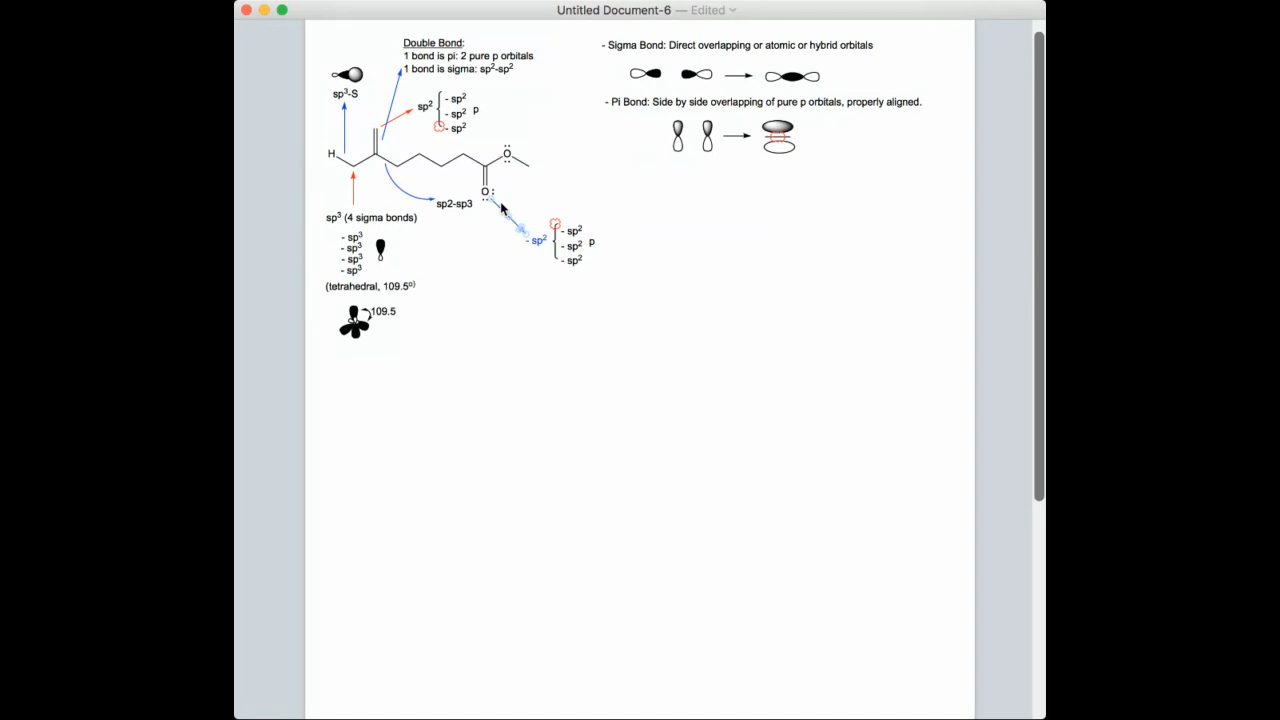 Untitled Document-6 — Edited
Double Bond:
1 bond is pi: 2 pure p orbitals
1 bond is sigma: sp²-sp²
sp³-S
sp²
- sp²
- sp² p
- sp²
H
O
O
sp2-sp3
sp³ (4 sigma bonds)
- sp³
- sp³
- sp³
- sp³
(tetrahedral, 109.5º)
109.5
- sp²
- sp²
- sp² p
- sp²
- Sigma Bond: Direct overlapping or atomic or hybrid orbitals
- Pi Bond: Side by side overlapping of pure p orbitals, properly aligned.